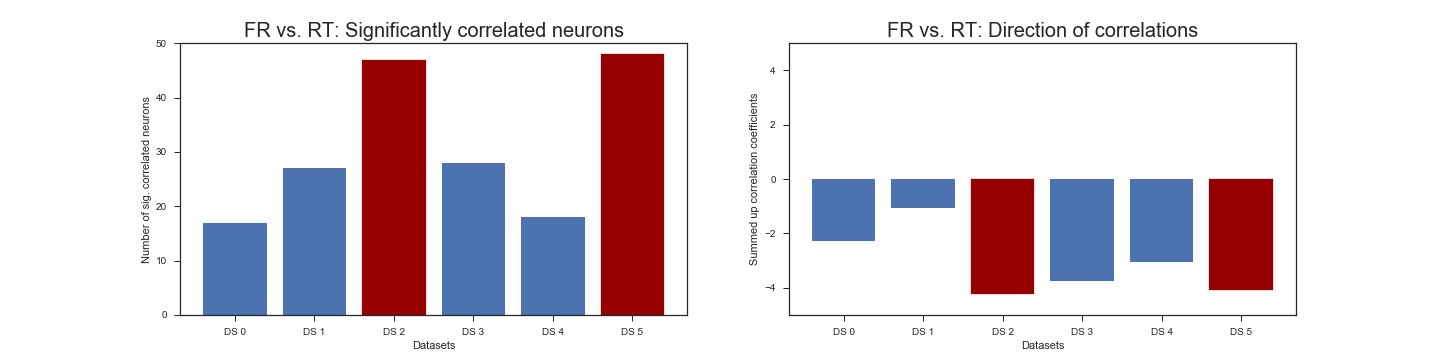 FR vs. RT: Significantly correlated neurons
Number of sig. correlated neurons
50
40
30
20
10
0
DS 0 DS 1 DS 2 DS 3 DS 4 DS 5
Datasets
FR vs. RT: Direction of correlations
Summed up correlation coefficients
4
2
0
−2
−4
DS 0 DS 1 DS 2 DS 3 DS 4 DS 5
Datasets